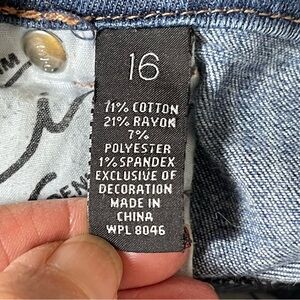 16
71% COTTON
21% RAYON
7%
POLYESTER
1% SPANDEX
EXCLUSIVE OF
DECORATION
MADE IN
CHINA
WPL 8046